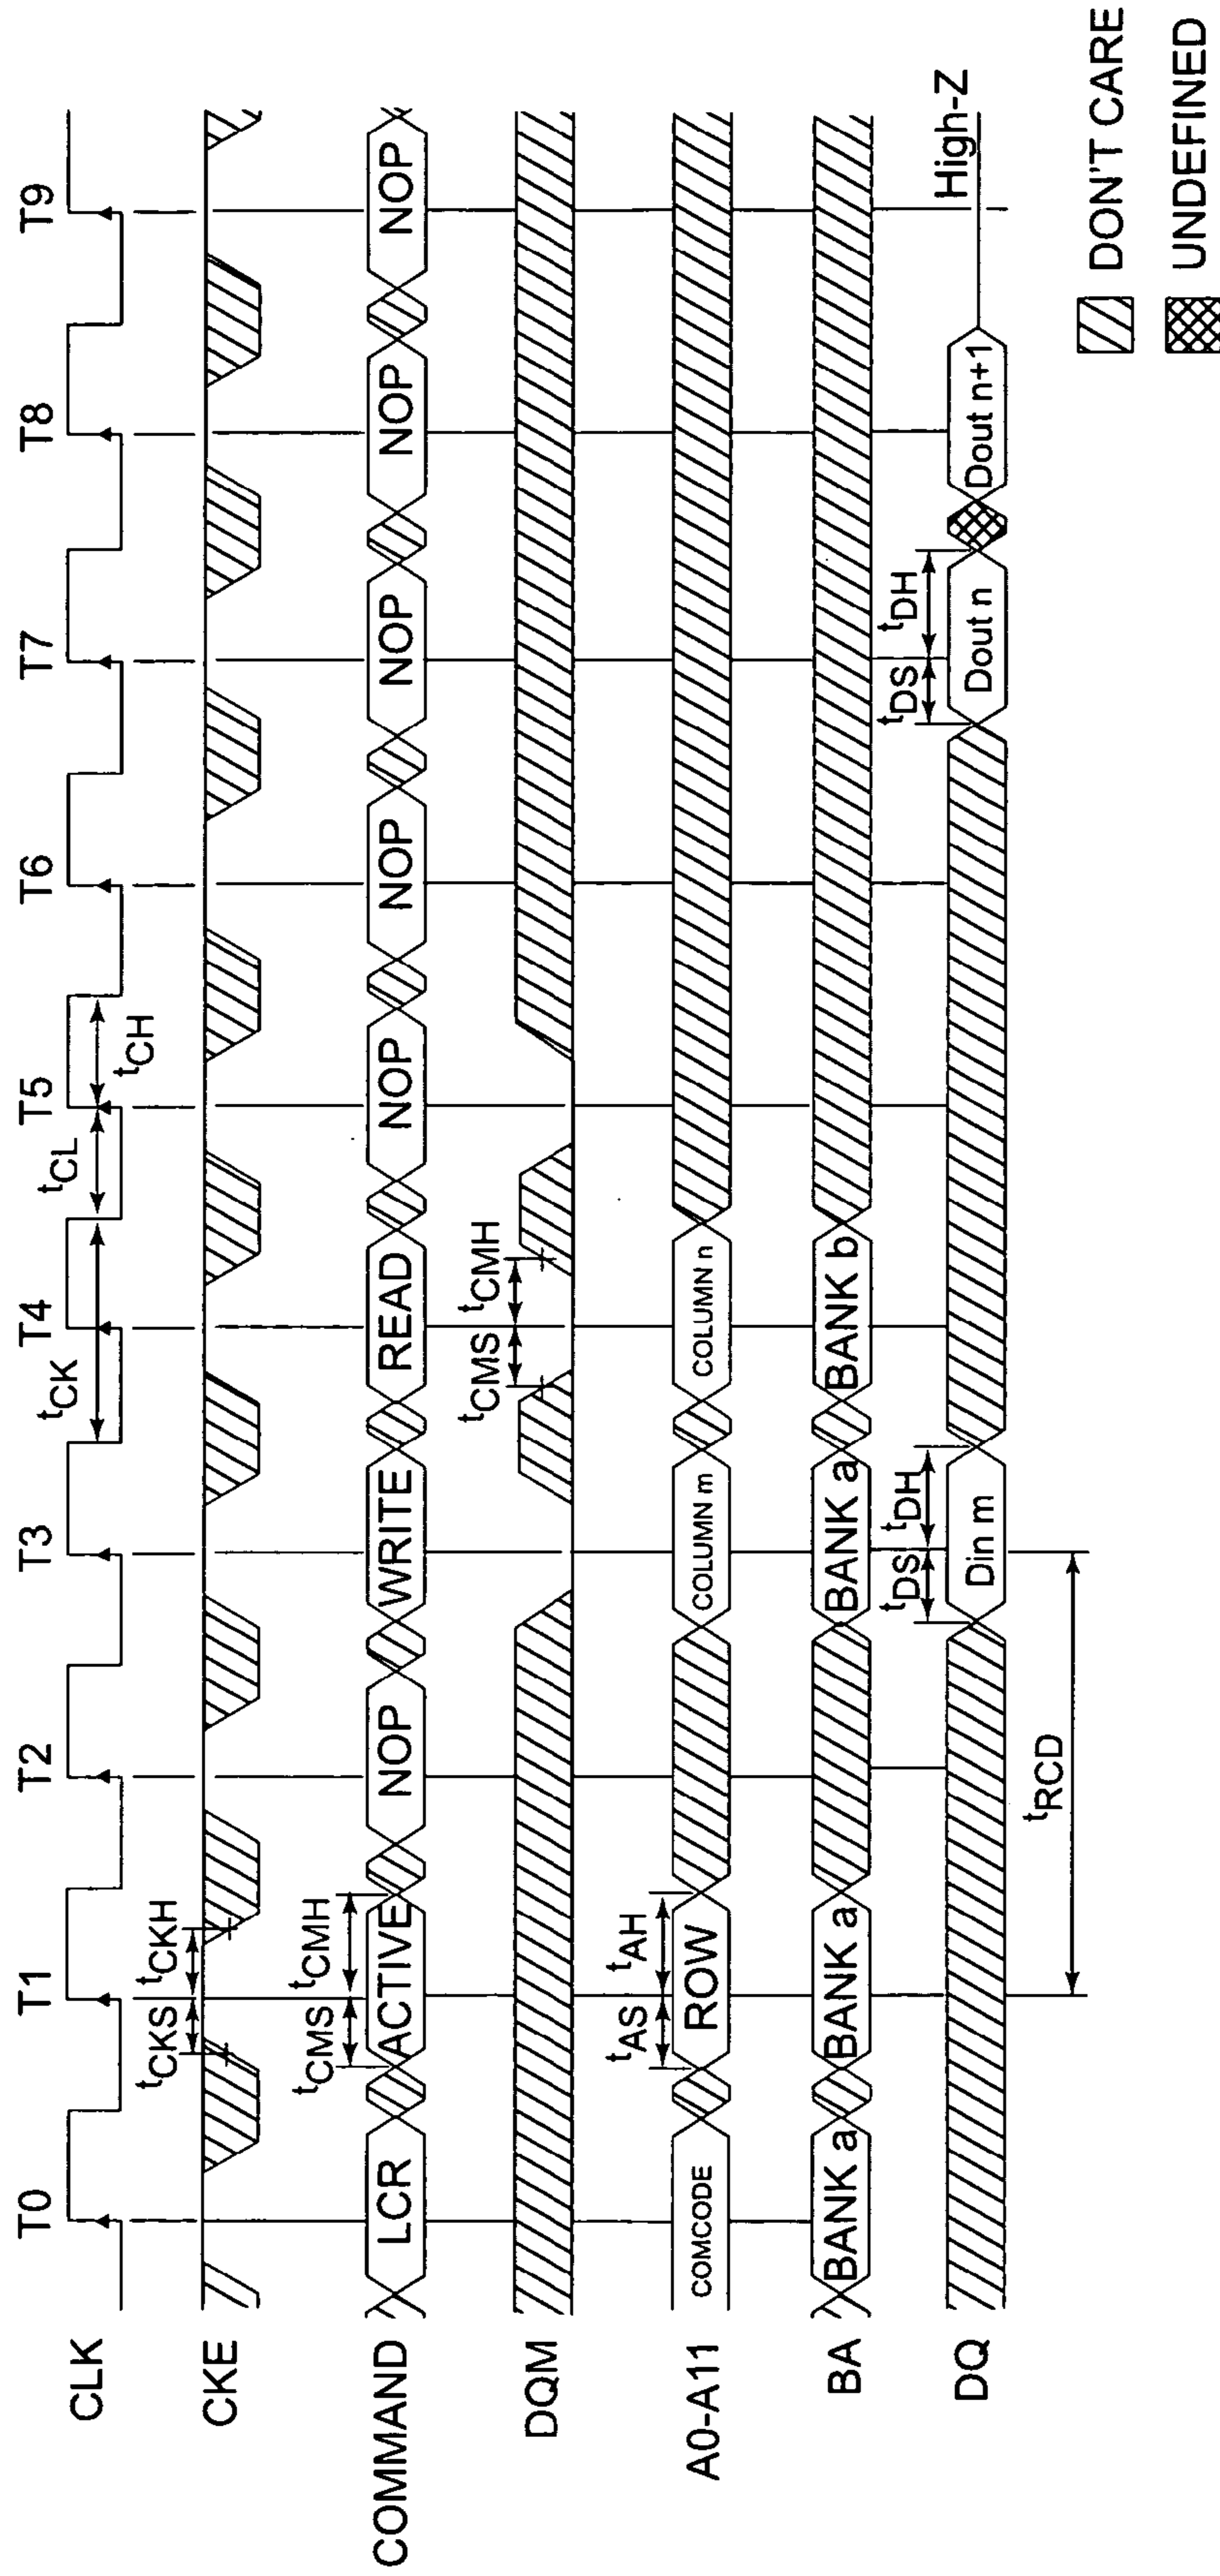 T0 T1 T2 T3 T4 T5 T6 T7 T8 T9
CLK
tCK tCL tCH
CKE
tCKS tCKH
COMMAND
tCMS tCMH
LCR ACTIVE NOP WRITE READ NOP NOP NOP NOP NOP
DQM
tCMS tCMH
A0-A11
tAS tAH
COMCODE ROW COLUMN m COLUMN n
BA
BANK a BANK a BANK a BANK b
DQ
tDS tDH tDS tDH
Din m Dout n Dout n+1 High-Z
tRCD
DON'T CARE
UNDEFINED